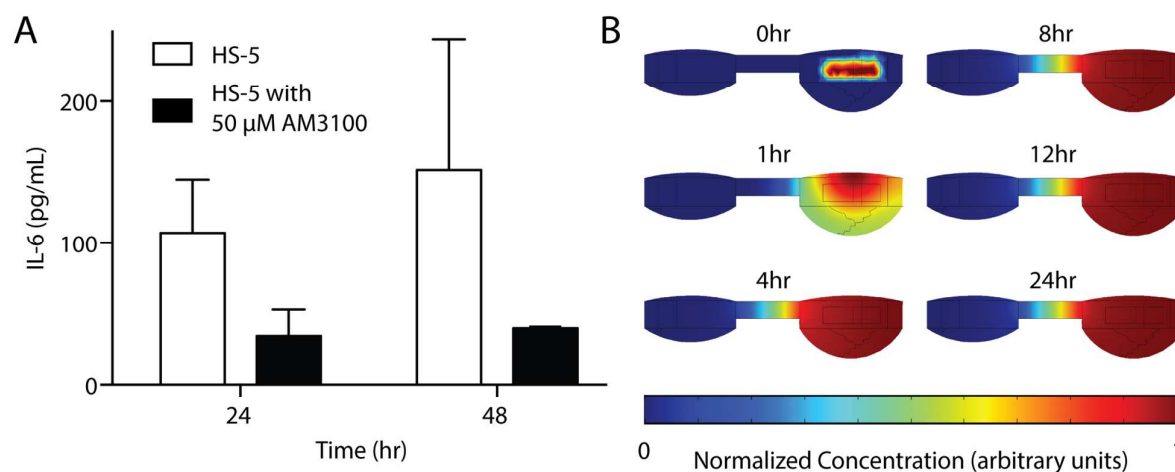 A
200
100
0
IL-6 (pg/mL)
HS-5
HS-5 with
50 µM AM3100
24
48
Time (hr)
B
0hr
8hr
1hr
12hr
4hr
24hr
0
Normalized Concentration (arbitrary units)